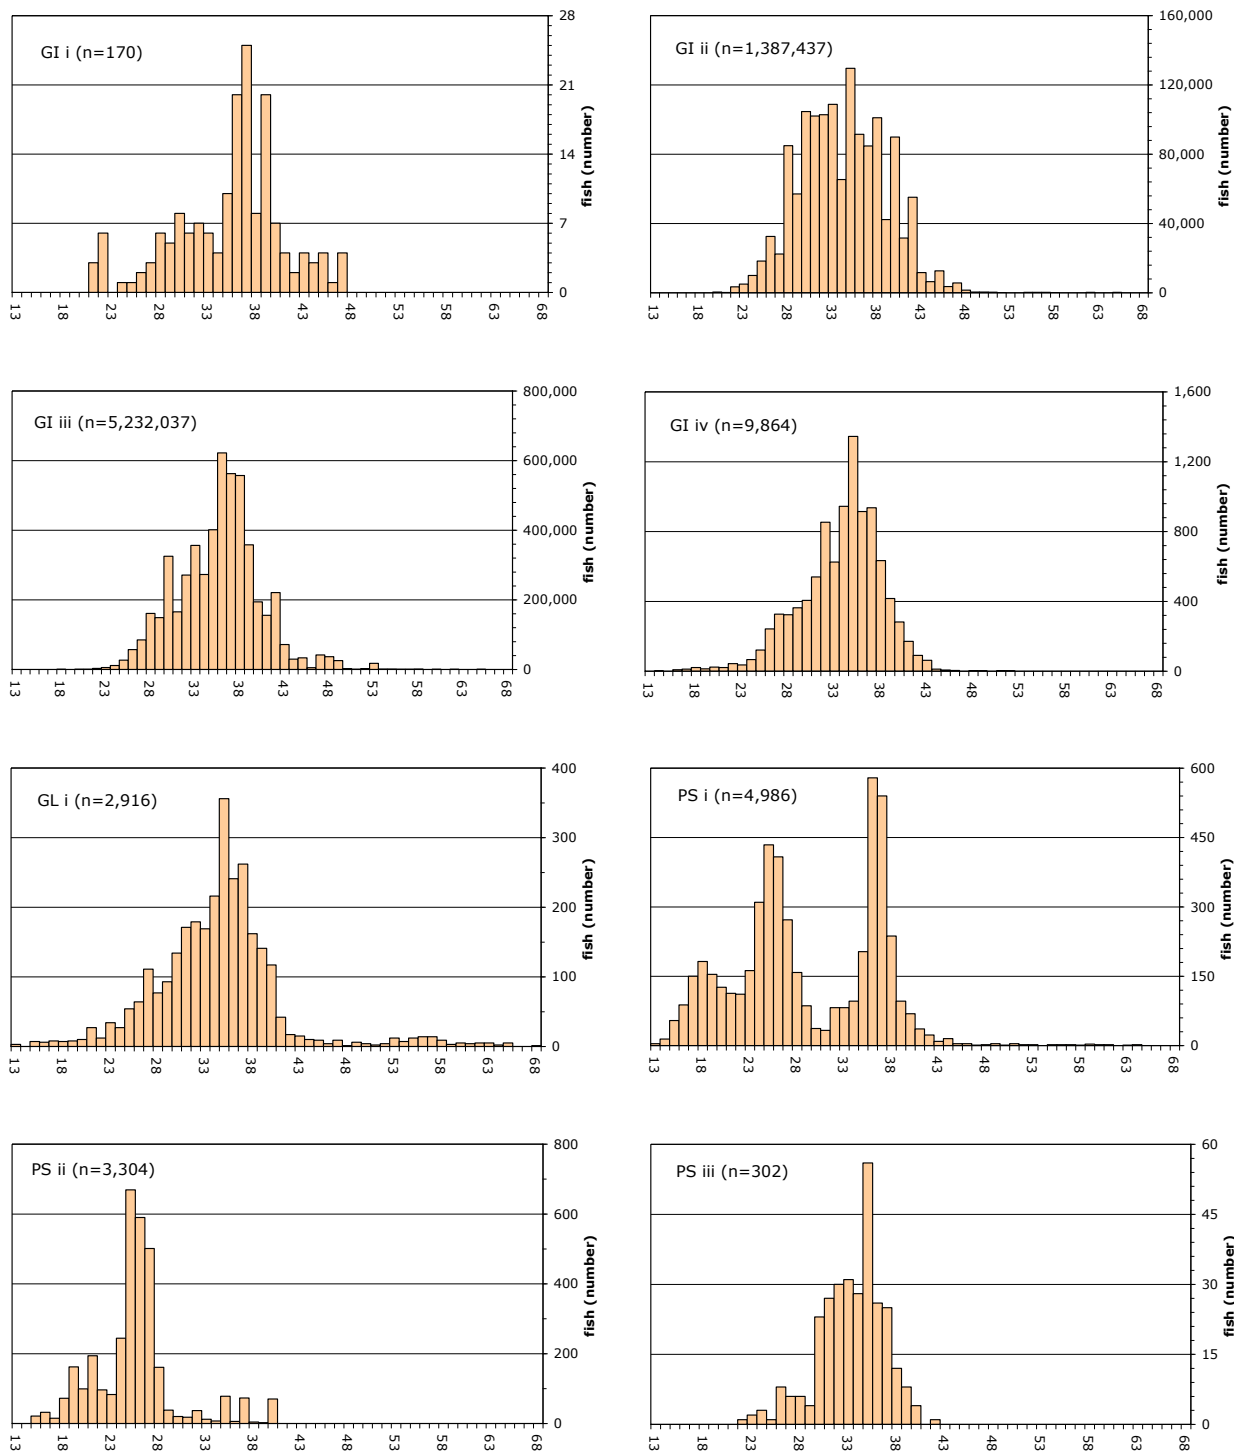 GI i (n=170)
28
21
14
7
0
fish (number)
13 18 23 28 33 38 43 48 53 58 63 68
GI ii (n=1,387,437)
160,000
120,000
80,000
40,000
0
fish (number)
13 18 23 28 33 38 43 48 53 58 63 68
GI iii (n=5,232,037)
800,000
600,000
400,000
200,000
0
fish (number)
13 18 23 28 33 38 43 48 53 58 63 68
GI iv (n=9,864)
1,600
1,200
800
400
0
fish (number)
13 18 23 28 33 38 43 48 53 58 63 68
GL i (n=2,916)
400
300
200
100
0
fish (number)
13 18 23 28 33 38 43 48 53 58 63 68
PS i (n=4,986)
600
450
300
150
0
fish (number)
13 18 23 28 33 38 43 48 53 58 63 68
PS ii (n=3,304)
800
600
400
200
0
fish (number)
13 18 23 28 33 38 43 48 53 58 63 68
PS iii (n=302)
60
45
30
15
0
fish (number)
13 18 23 28 33 38 43 48 53 58 63 68